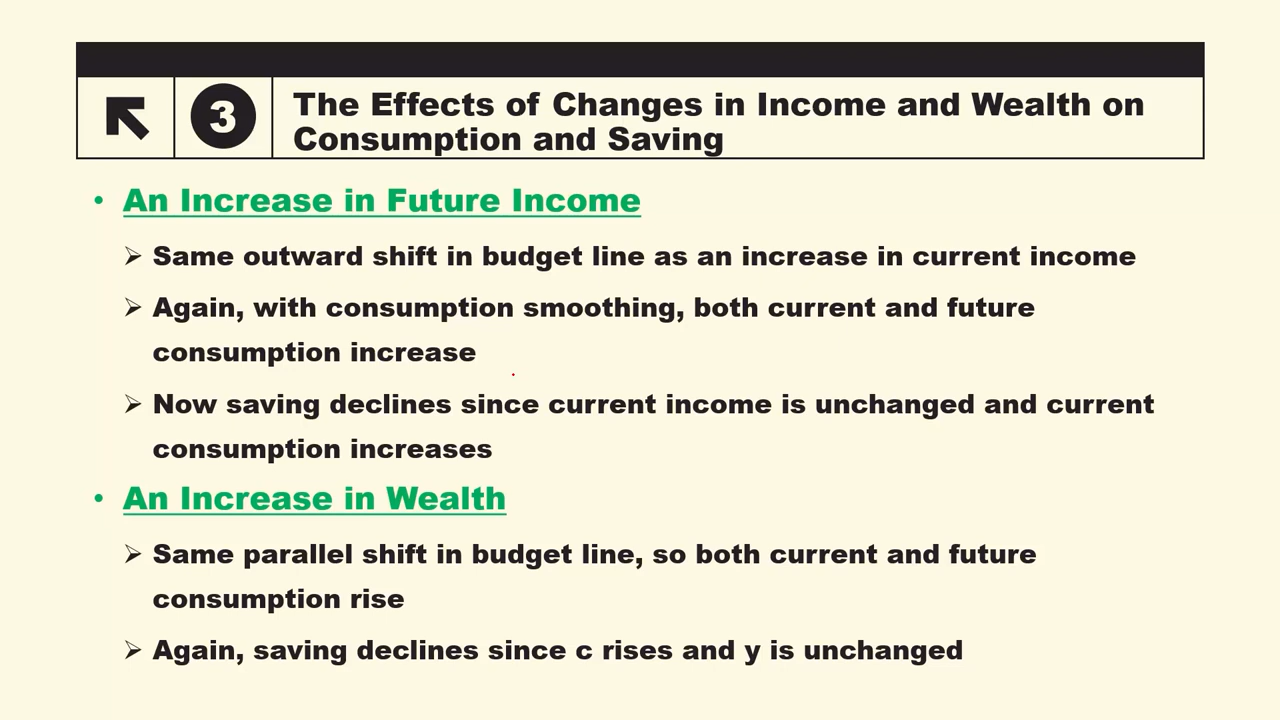 3
The Effects of Changes in Income and Wealth on
Consumption and Saving
• An Increase in Future Income
➢ Same outward shift in budget line as an increase in current income
➢ Again, with consumption smoothing, both current and future
consumption increase
➢ Now saving declines since current income is unchanged and current
consumption increases
• An Increase in Wealth
➢ Same parallel shift in budget line, so both current and future
consumption rise
➢ Again, saving declines since c rises and y is unchanged